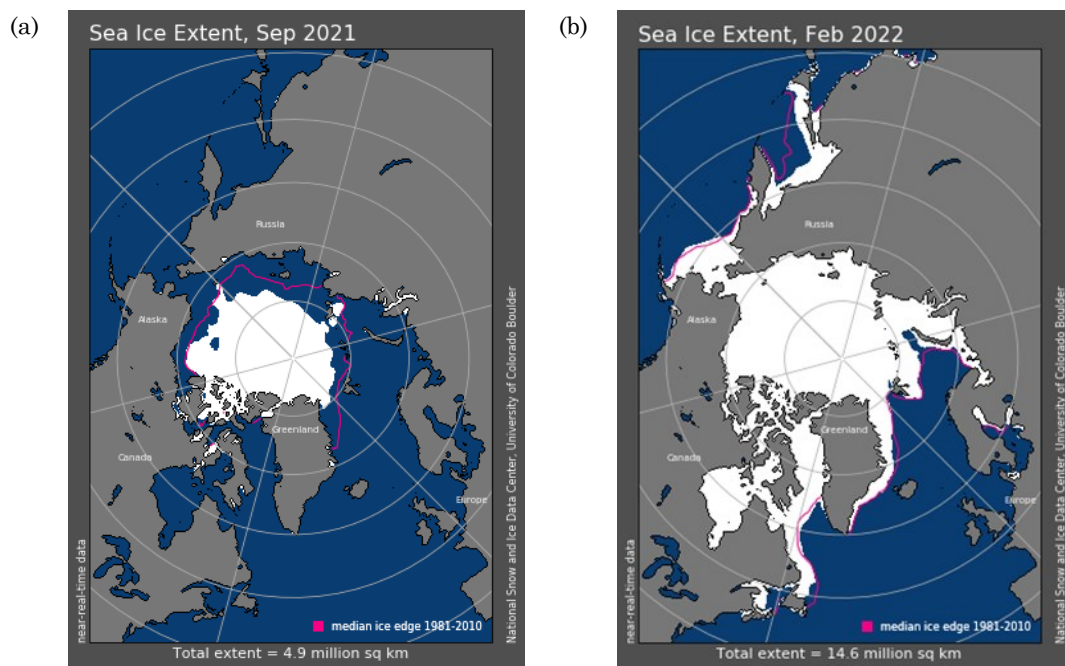 (a)
Sea Ice Extent, Sep 2021
Russia
Alaska
Greenland
Canada
Europe
near-real-time data
National Snow and Ice Data Center, University of Colorado Boulder
median ice edge 1981-2010
Total extent = 4.9 million sq km
(b)
Sea Ice Extent, Feb 2022
Russia
Alaska
Greenland
Canada
Europe
near-real-time data
National Snow and Ice Data Center, University of Colorado Boulder
median ice edge 1981-2010
Total extent = 14.6 million sq km